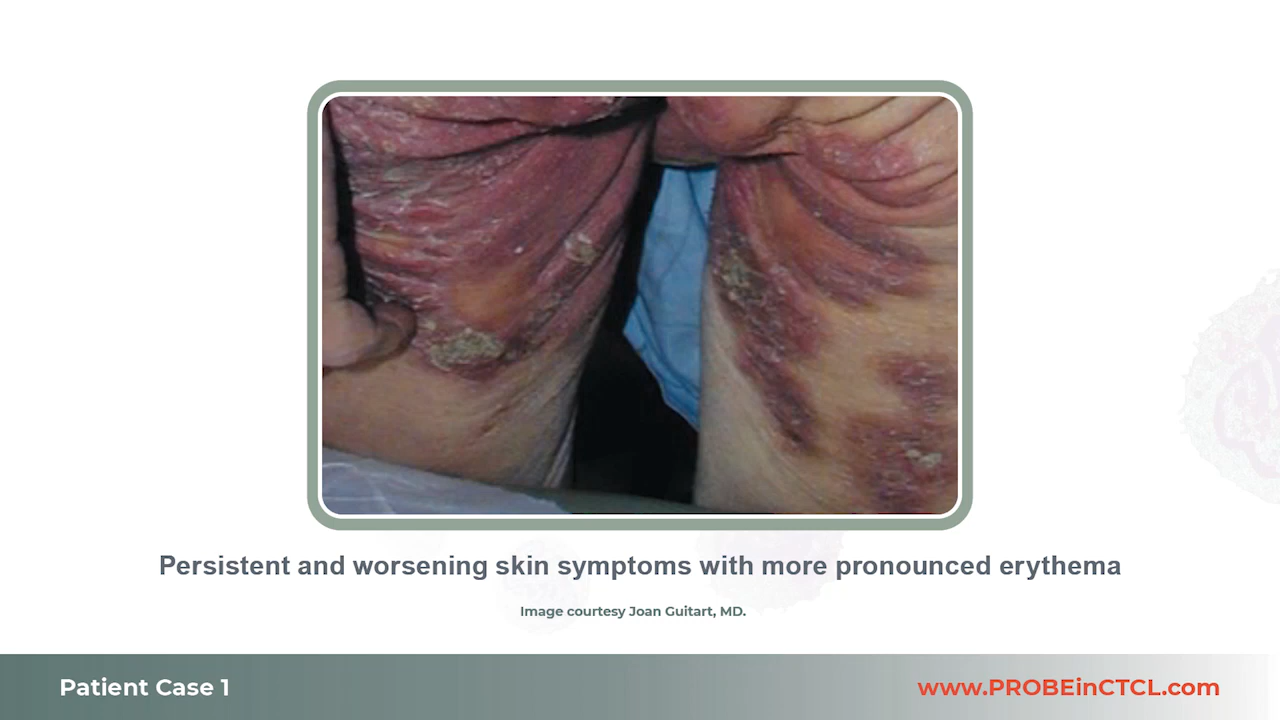 Persistent and worsening skin symptoms with more pronounced erythema
Image courtesy Joan Guitart, MD.
Patient Case 1
www.PROBEinCTCL.com